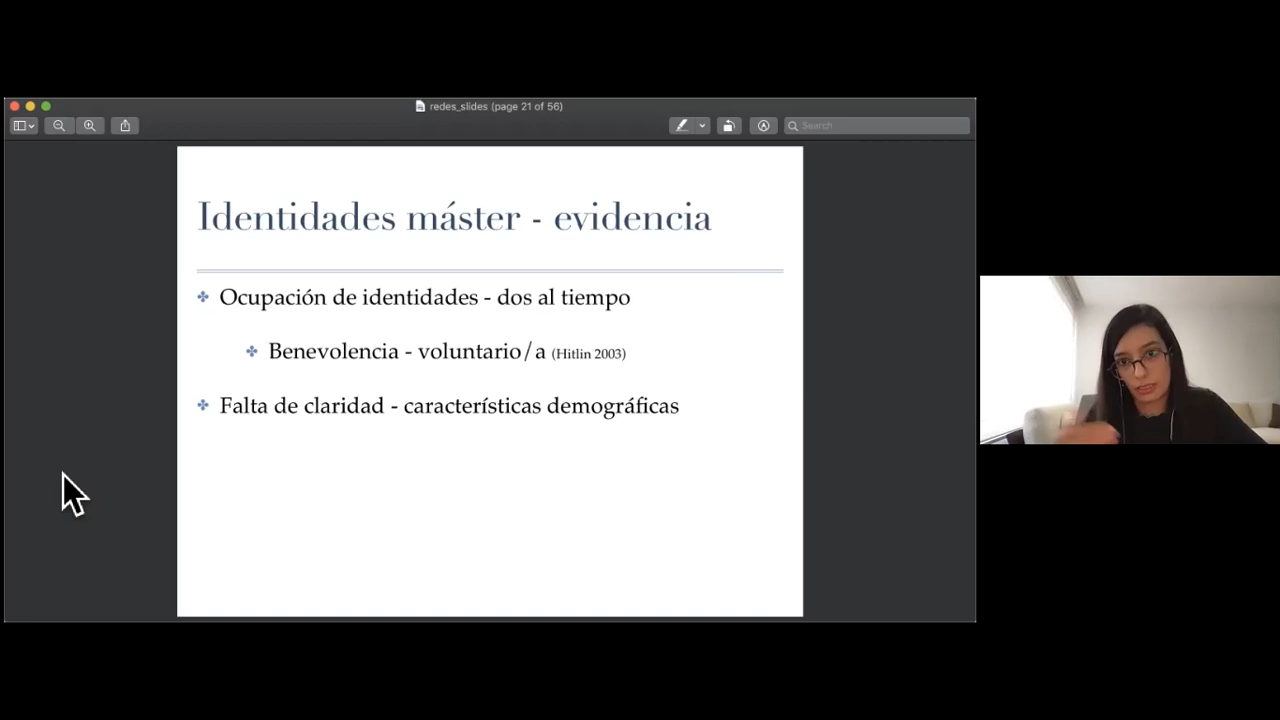 redes_slides (page 21 of 56)
Search
Identidades máster - evidencia
Ocupación de identidades - dos al tiempo
Benevolencia - voluntario/a (Hitlin 2003)
Falta de claridad - características demográficas